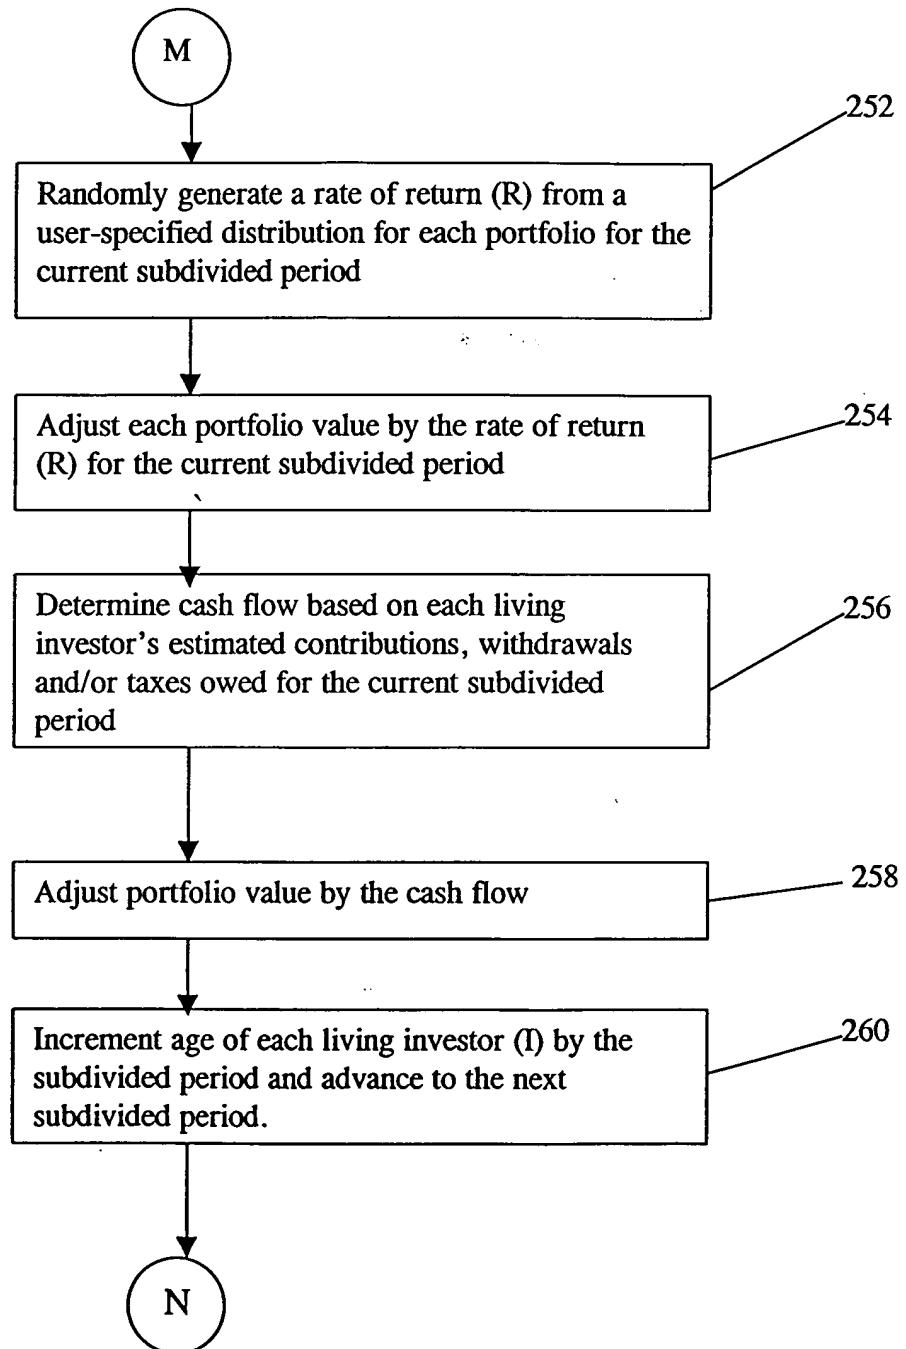 M
252
Randomly generate a rate of return (R) from a
user-specified distribution for each portfolio for the
current subdivided period
254
Adjust each portfolio value by the rate of return
(R) for the current subdivided period
256
Determine cash flow based on each living
investor's estimated contributions, withdrawals
and/or taxes owed for the current subdivided
period
258
Adjust portfolio value by the cash flow
260
Increment age of each living investor (I) by the
subdivided period and advance to the next
subdivided period.
N